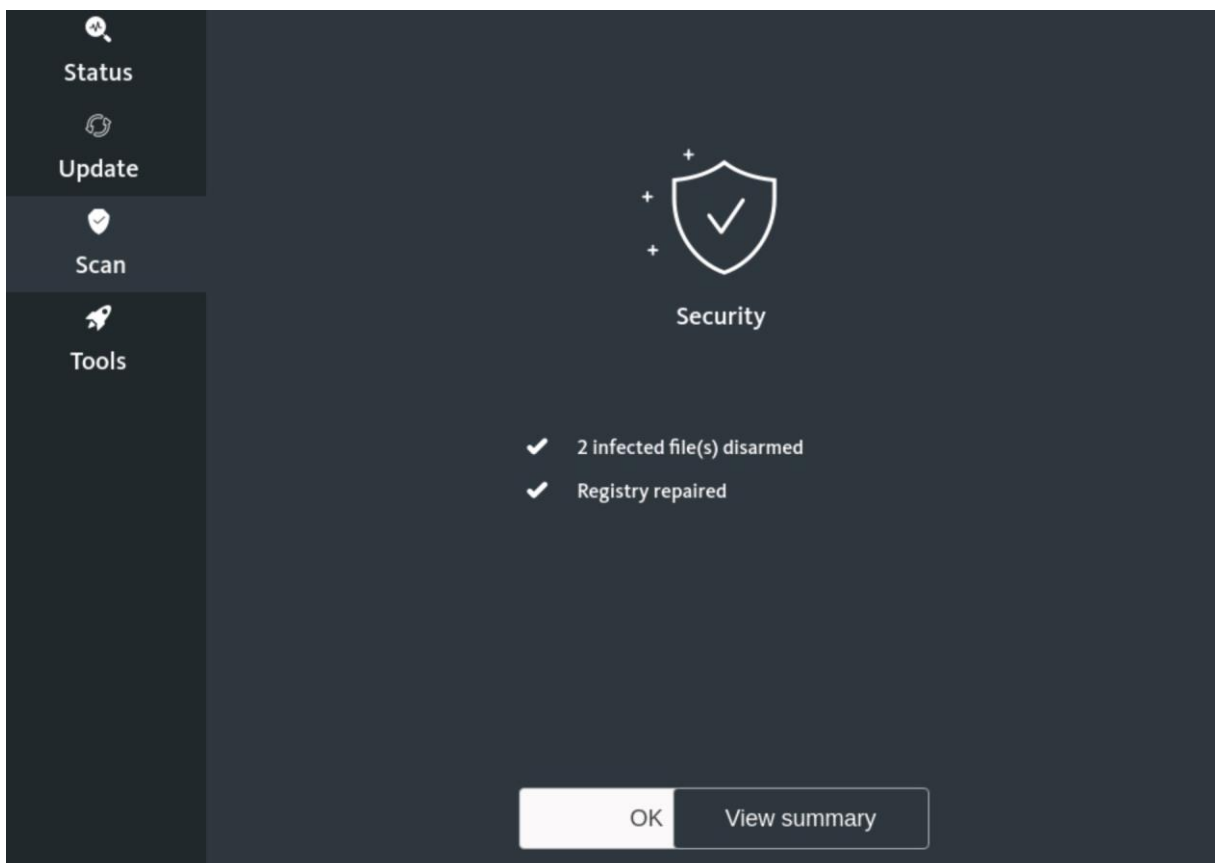 Status
Update
Scan
Tools
Security
2 infected file(s) disarmed
Registry repaired
OK
View summary